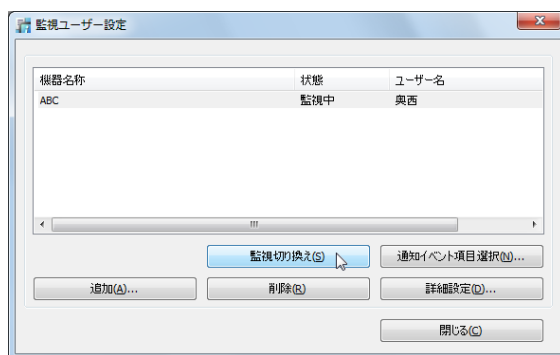 監視ユーザー設定
機器名称 状態 ユーザー名
ABC 監視中 奥西
監視切り換え(S) 通知イベント項目選択(N)...
追加(A)... 削除(R) 詳細設定(D)...
閉じる(C)